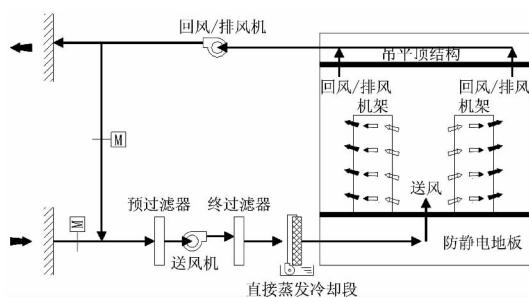 回风/排风机
吊平顶结构
回风/排风
机架
回风/排风
机架
M
送风
M
预过滤器
终过滤器
送风机
防静电地板
直接蒸发冷却段